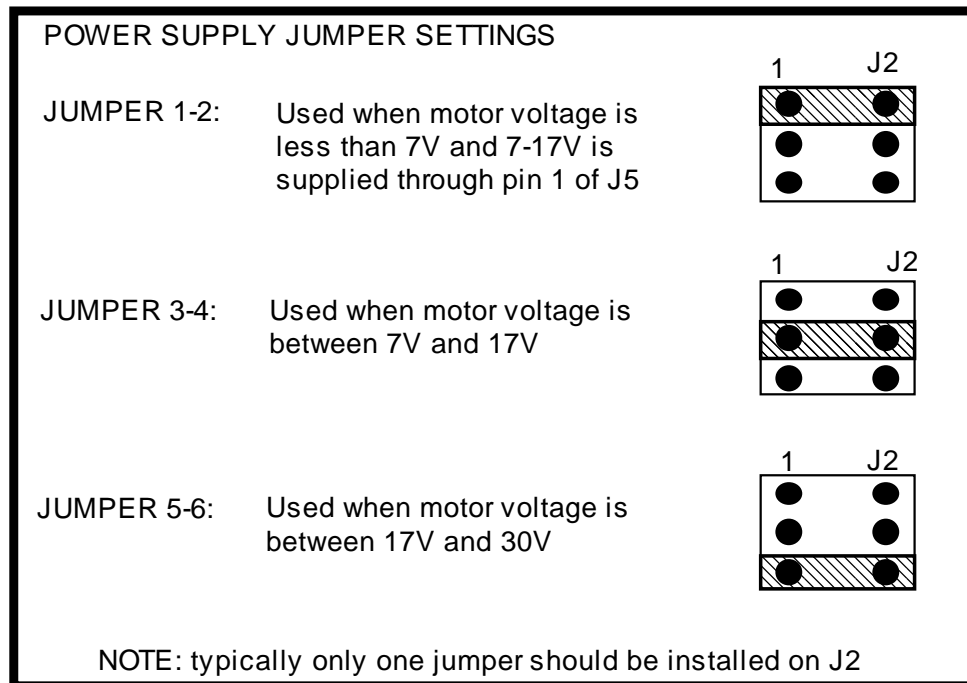 POWER SUPPLY JUMPER SETTINGS
1 J2
JUMPER 1-2: Used when motor voltage is
less than 7V and 7-17V is
supplied through pin 1 of J5
1 J2
JUMPER 3-4: Used when motor voltage is
between 7V and 17V
1 J2
JUMPER 5-6: Used when motor voltage is
between 17V and 30V
NOTE: typically only one jumper should be installed on J2